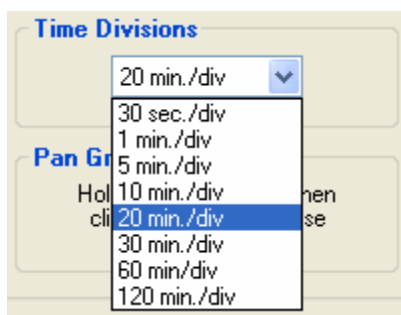 Time Divisions
20 min./div
30 sec./div
1 min./div
Pan Gr
5 min./div
Hol 10 min./div hen
cli 20 min./div se
30 min./div
60 min/div
120 min./div